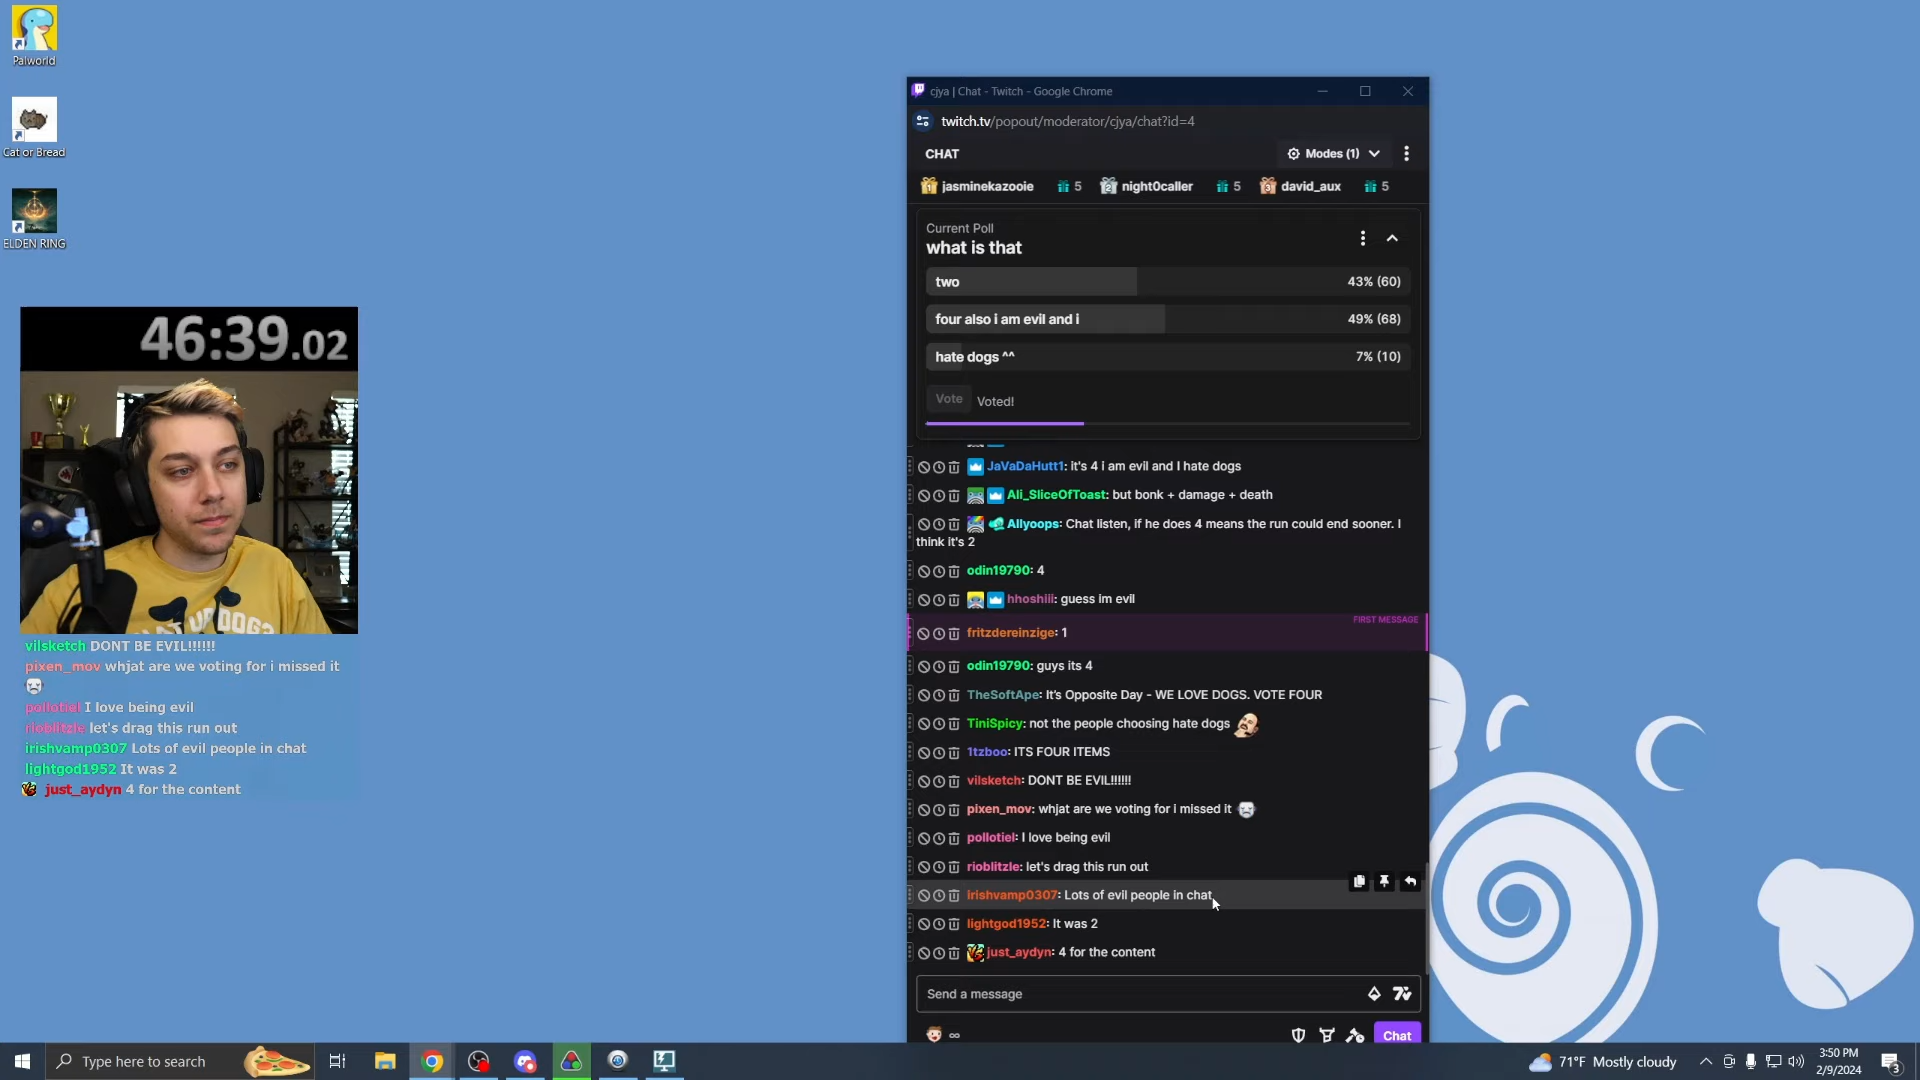 Palworld
Cat or Bread
ELDEN RING
46:39.02
vilsketch DONT BE EVIL!!!!!!
pixen_mov whjat are we voting for i missed it
pollotiel I love being evil
rioblitzle let's drag this run out
irishvamp0307 Lots of evil people in chat
lightgod1952 It was 2
just_aydyn 4 for the content
cjya | Chat - Twitch - Google Chrome
twitch.tv/popout/moderator/cjya/chat?id=4
CHAT
Modes (1)
1 jasminekazooie 5 2 night0caller 5 3 david_aux 5
Current Poll
what is that
two 43% (60)
four also i am evil and i 49% (68)
hate dogs ^^ 7% (10)
Vote Voted!
JaVaDaHutt1: it's 4 i am evil and I hate dogs
Ali_SliceOfToast: but bonk + damage + death
Allyoops: Chat listen, if he does 4 means the run could end sooner. I
think it's 2
odin19790: 4
hhoshiii: guess im evil
FIRST MESSAGE
fritzdereinzige: 1
odin19790: guys its 4
TheSoftApe: It's Opposite Day - WE LOVE DOGS. VOTE FOUR
TiniSpicy: not the people choosing hate dogs
1tzboo: ITS FOUR ITEMS
vilsketch: DONT BE EVIL!!!!!!
pixen_mov: whjat are we voting for i missed it
pollotiel: I love being evil
rioblitzle: let's drag this run out
irishvamp0307: Lots of evil people in chat
lightgod1952: It was 2
just_aydyn: 4 for the content
Send a message
∞
Chat
Type here to search
71°F Mostly cloudy
3:50 PM
2/9/2024
3